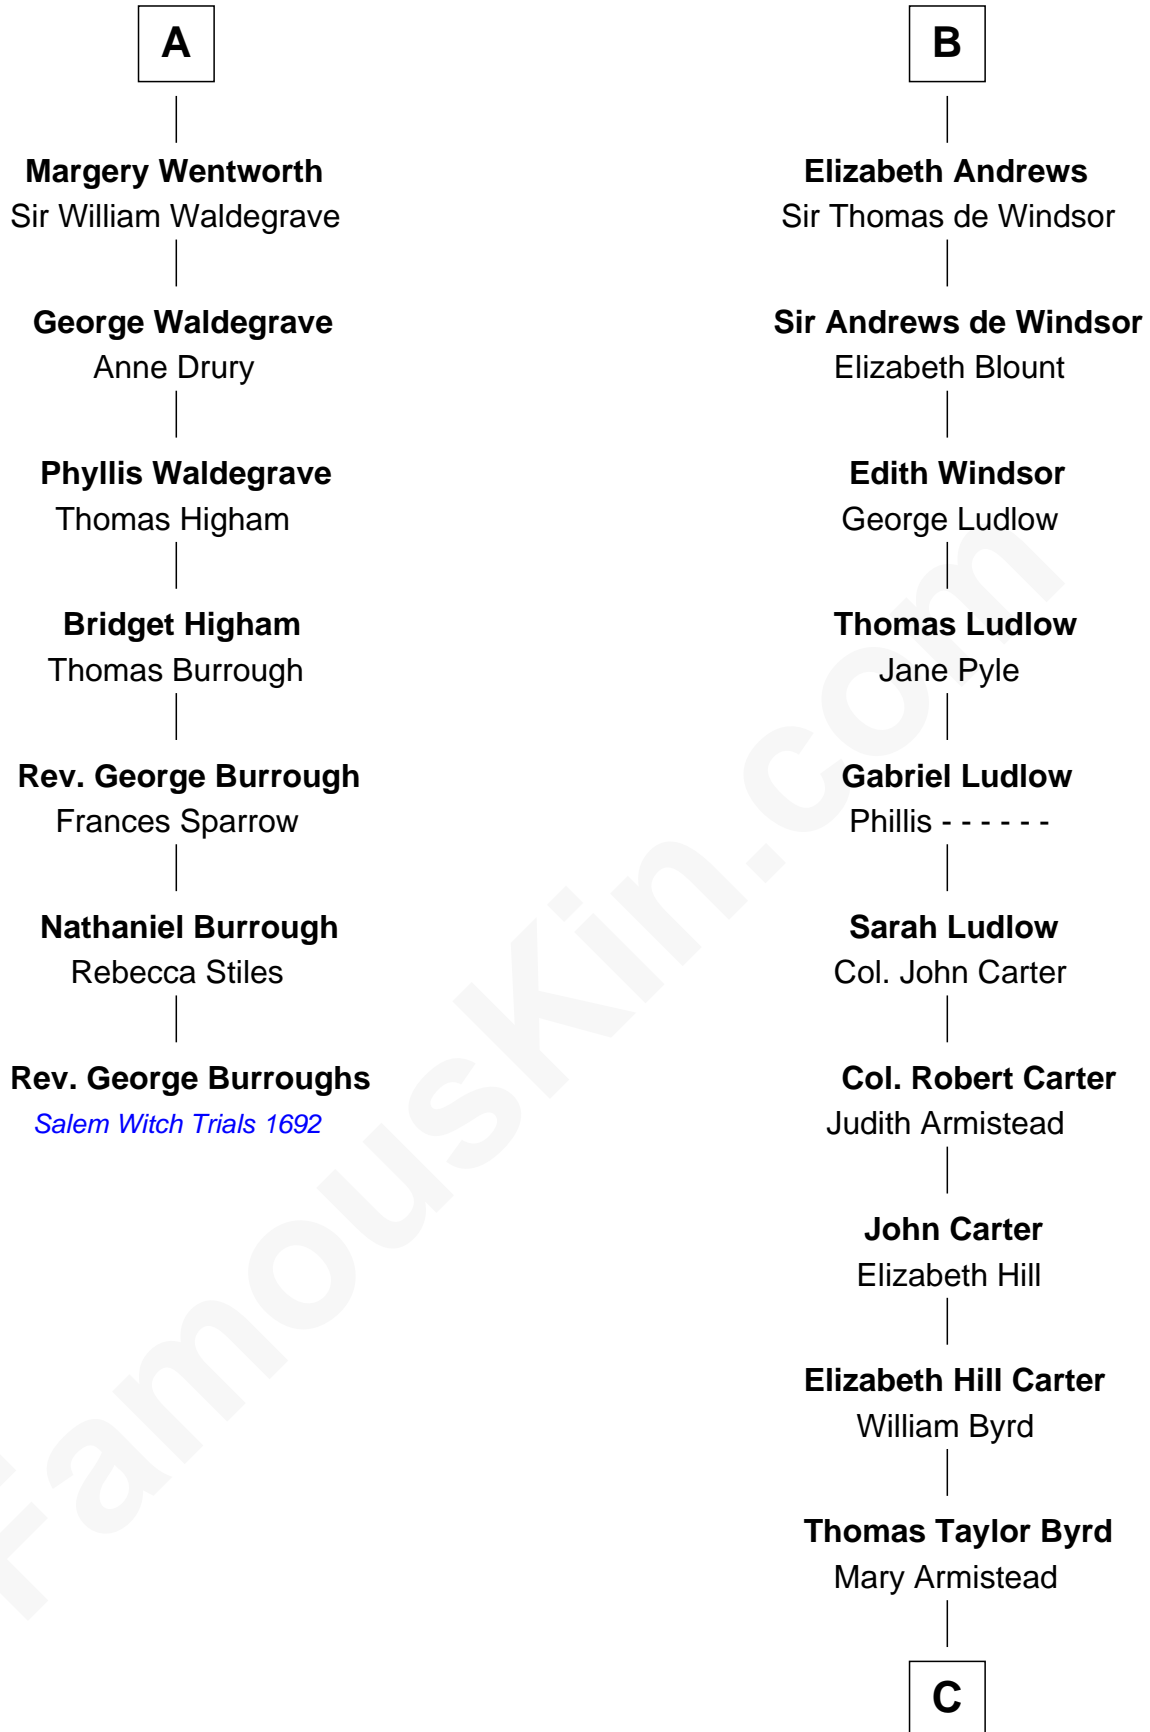 A
Margery Wentworth
Sir William Waldegrave
George Waldegrave
Anne Drury
Phyllis Waldegrave
Thomas Higham
Bridget Higham
Thomas Burrough
Rev. George Burrough
Frances Sparrow
Nathaniel Burrough
Rebecca Stiles
Rev. George Burroughs
Salem Witch Trials 1692
B
Elizabeth Andrews
Sir Thomas de Windsor
Sir Andrews de Windsor
Elizabeth Blount
Edith Windsor
George Ludlow
Thomas Ludlow
Jane Pyle
Gabriel Ludlow
Phillis - - - - - -
Sarah Ludlow
Col. John Carter
Col. Robert Carter
Judith Armistead
John Carter
Elizabeth Hill
Elizabeth Hill Carter
William Byrd
Thomas Taylor Byrd
Mary Armistead
C
FamousKin.com